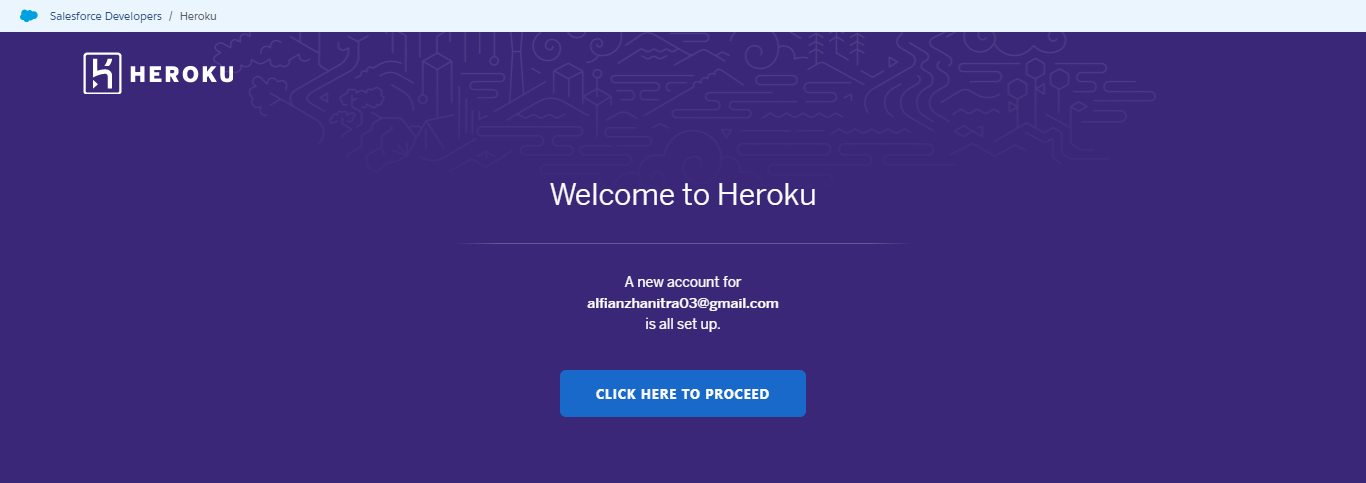 Salesforce Developers / Heroku
HEROKU
Welcome to Heroku
A new account for
alfianzhanitra03@gmail.com
is all set up.
CLICK HERE TO PROCEED